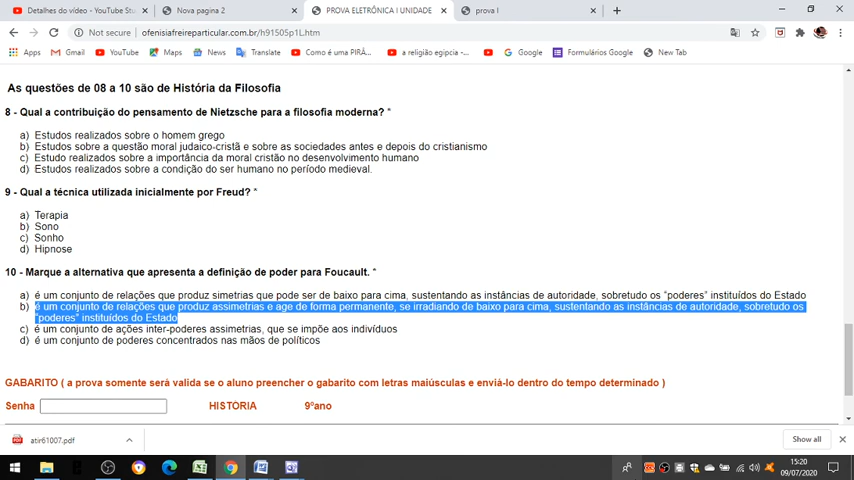 Detalhes do vídeo - YouTube Stu
Nova pagina 2
PROVA ELETRÔNICA I UNIDADE
prova I
Not secure
ofenisiafreireparticular.com.br/h91505p1L.htm
Apps
Gmail
YouTube
Maps
News
Translate
Como é uma PIRÂ...
a religião egipcia -...
Google
Formulários Google
New Tab
As questões de 08 a 10 são de História da Filosofia
8 - Qual a contribuição do pensamento de Nietzsche para a filosofia moderna? *
a) Estudos realizados sobre o homem grego
b) Estudos sobre a questão moral judaico-cristã e sobre as sociedades antes e depois do cristianismo
c) Estudo realizados sobre a importância da moral cristão no desenvolvimento humano
d) Estudos realizados sobre a condição do ser humano no período medieval.
9 - Qual a técnica utilizada inicialmente por Freud? *
a) Terapia
b) Sono
c) Sonho
d) Hipnose
10 - Marque a alternativa que apresenta a definição de poder para Foucault. *
a) é um conjunto de relações que produz simetrias que pode ser de baixo para cima, sustentando as instâncias de autoridade, sobretudo os “poderes” instituídos do Estado
b) é um conjunto de relações que produz assimetrias e age de forma permanente, se irradiando de baixo para cima, sustentando as instâncias de autoridade, sobretudo os
“poderes” instituídos do Estado
c) é um conjunto de ações inter-poderes assimetrias, que se impõe aos indivíduos
d) é um conjunto de poderes concentrados nas mãos de políticos
GABARITO ( a prova somente será valida se o aluno preencher o gabarito com letras maiúsculas e enviá-lo dentro do tempo determinado )
Senha HISTÓRIA 9ºano
atir61007.pdf
Show all
15:20
09/07/2020